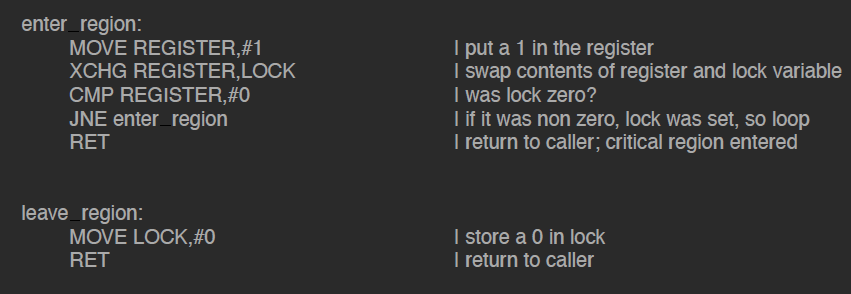 enter_region:
MOVE REGISTER,#1 | put a 1 in the register
XCHG REGISTER,LOCK | swap contents of register and lock variable
CMP REGISTER,#0 | was lock zero?
JNE enter_region | if it was non zero, lock was set, so loop
RET | return to caller; critical region entered
leave_region:
MOVE LOCK,#0 | store a 0 in lock
RET | return to caller